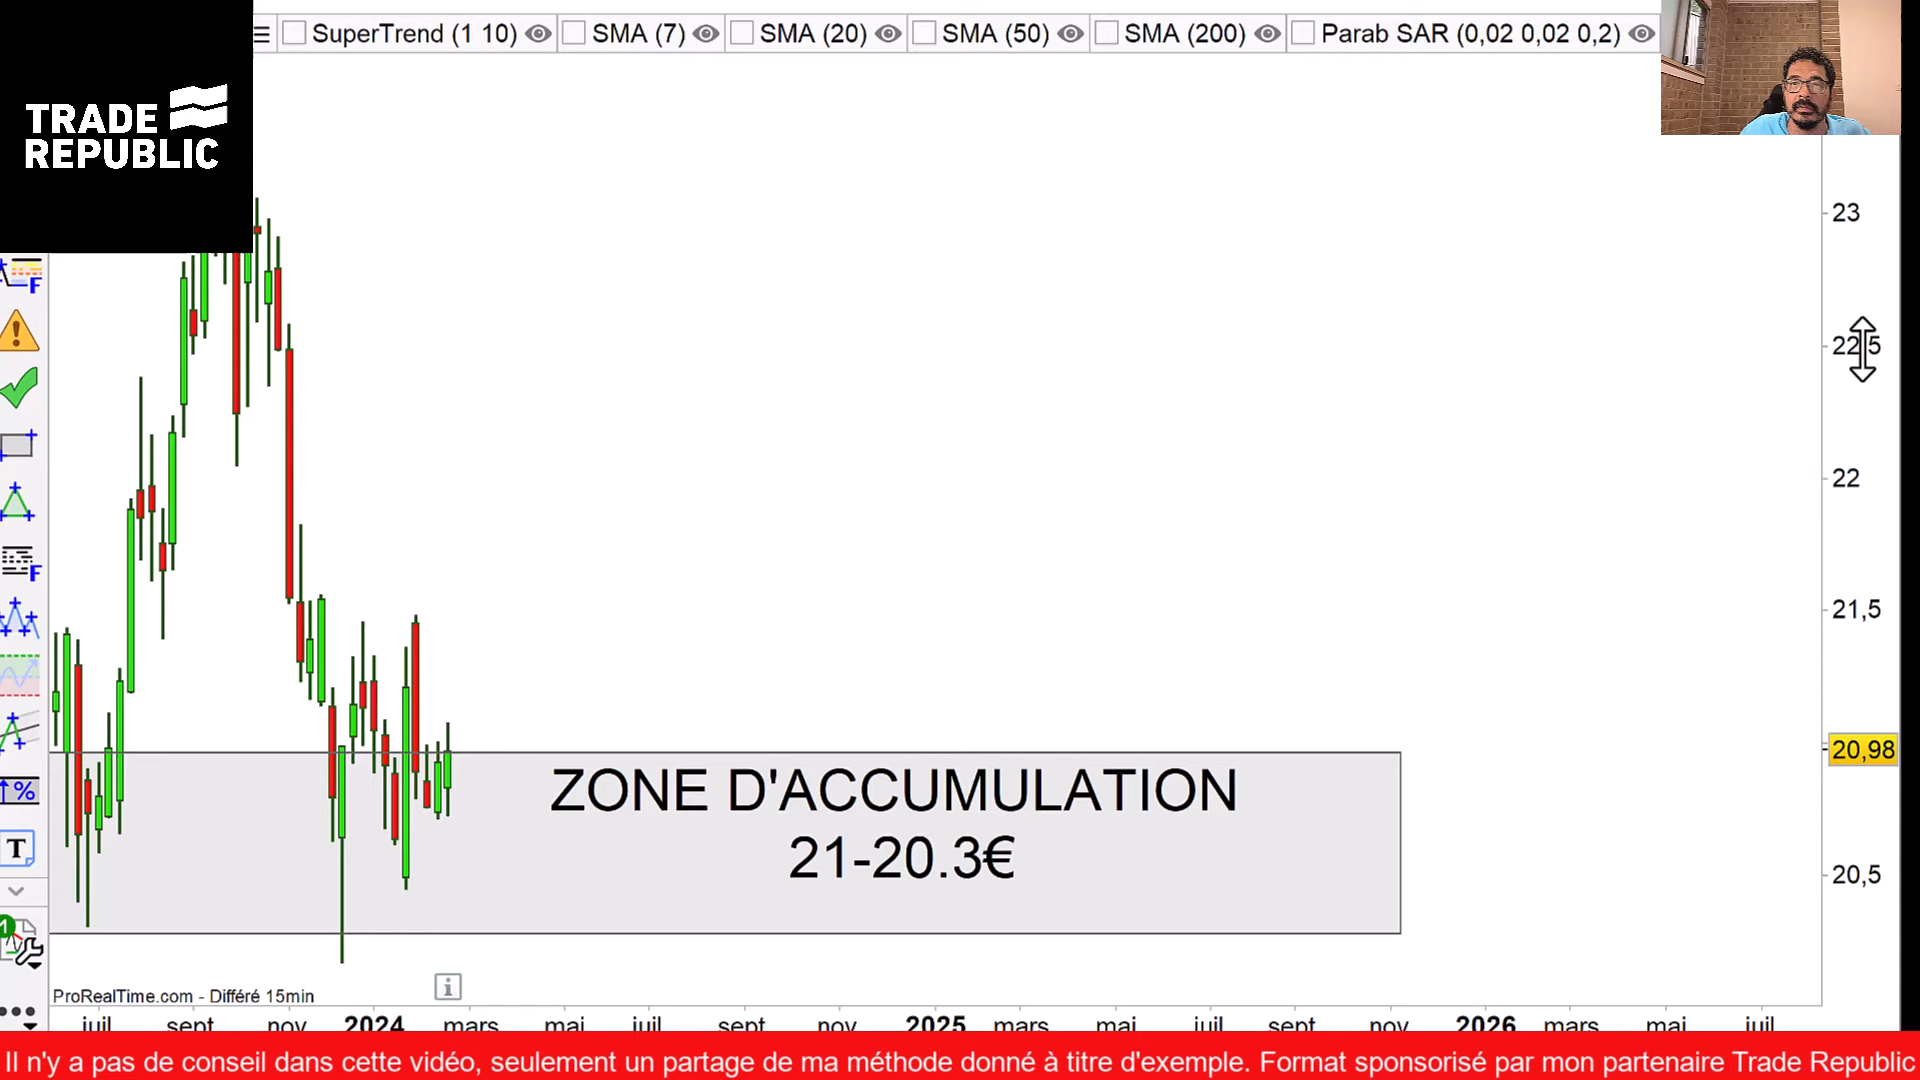 SuperTrend (1 10) SMA (7) SMA (20) SMA (50) SMA (200) Parab SAR (0,02 0,02 0,2)
TRADE
REPUBLIC
23
22,5
22
21,5
20,98
20,5
F
F
%
T
1
ZONE D'ACCUMULATION
21-20.3€
i
ProRealTime.com - Différé 15min
juil sept nov 2024 mars mai juil sept nov 2025 mars mai juil sept nov 2026 mars mai juil
Il n'y a pas de conseil dans cette vidéo, seulement un partage de ma méthode donné à titre d'exemple. Format sponsorisé par mon partenaire Trade Republic